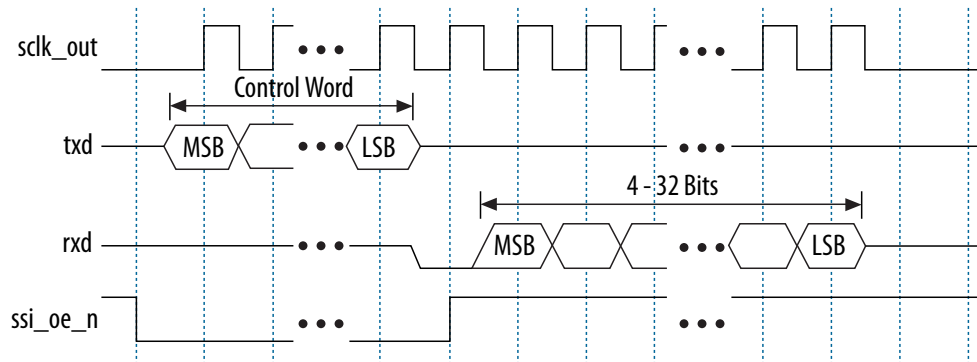 sclk_out
Control Word
txd
MSB
LSB
4 - 32 Bits
rxd
MSB
LSB
ssi_oe_n